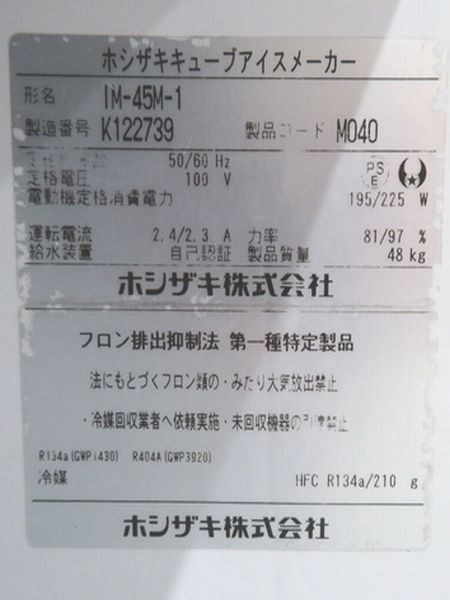 ホシザキキューブアイスメーカー
形名 IM-45M-1
製造番号 K122739 製品コード M040
50/60 Hz
定格電圧 100 V PS E
電動機定格消費電力 195/225 W
運転電流 2.4/2.3 A 力率 81/97 %
給水装置 自己認証 製品質量 48 kg
ホシザキ株式会社
フロン排出抑制法 第一種特定製品
法にもとづくフロン類の・みだり大気放出禁止
・冷媒回収業者へ依頼実施・未回収機器の引渡禁止
R134a(GWP1430) R404A(GWP3920)
冷媒 HFC R134a/210 g
ホシザキ株式会社